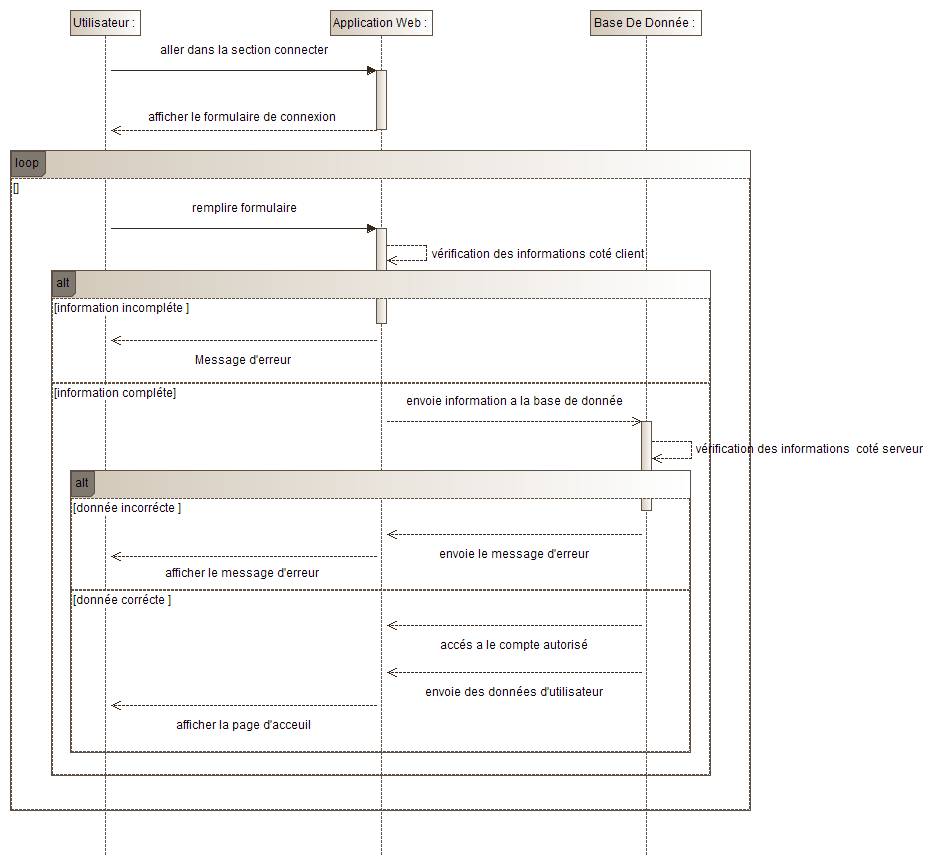 Utilisateur :
Application Web :
Base De Donnée :
aller dans la section connecter
afficher le formulaire de connexion
loop
[]
remplire formulaire
vérification des informations coté client
alt
[information incompléte ]
Message d'erreur
[information compléte]
envoie information a la base de donnée
vérification des informations  coté serveur
alt
[donnée incorrécte ]
envoie le message d'erreur
afficher le message d'erreur
[donnée corrécte ]
accés a le compte autorisé
envoie des données d'utilisateur
afficher la page d'acceuil